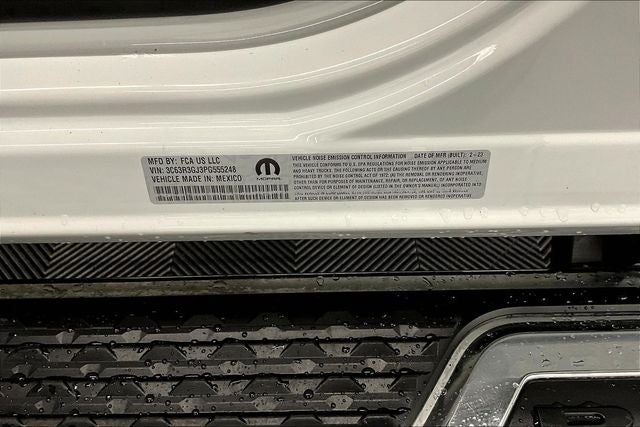 MFD BY: FCA US LLC
VIN: 3C63R3GJ3PG555248
VEHICLE MADE IN: MEXICO
MOPAR
VEHICLE NOISE EMISSION CONTROL INFORMATION DATE OF MFR (BUILT): 2-23
THIS VEHICLE CONFORMS TO U.S. EPA REGULATIONS FOR NOISE EMISSION APPLICABLE TO MEDIUM
AND HEAVY TRUCKS. THE FOLLOWING ACTS OR THE CAUSING THEREOF BY ANY PERSON ARE
PROHIBITED BY THE NOISE CONTROL ACT OF 1972: (A) THE REMOVAL OR RENDERING INOPERATIVE,
OTHER THAN FOR PURPOSES OF MAINTENANCE, REPAIR, OR REPLACEMENT, OF ANY NOISE
CONTROL DEVICE OR ELEMENT OF DESIGN (LISTED IN THE OWNER'S MANUAL) INCORPORATED INTO
AFTER SUCH DEVICE OR ELEMENT OF DESIGN HAS BEEN RENDERED INOPERATIVE